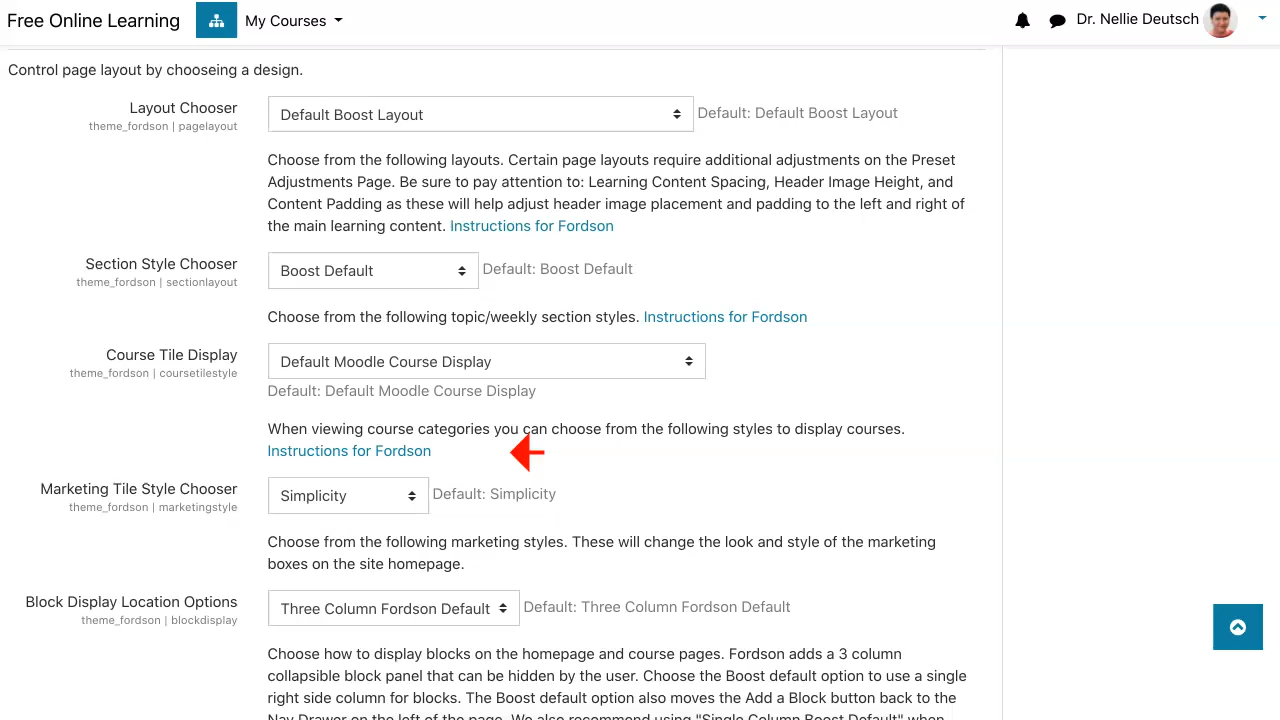 Free Online Learning
My Courses
Dr. Nellie Deutsch
Control page layout by chooseing a design.
Layout Chooser
theme_fordson | pagelayout
Default Boost Layout
Default: Default Boost Layout
Choose from the following layouts. Certain page layouts require additional adjustments on the Preset
Adjustments Page. Be sure to pay attention to: Learning Content Spacing, Header Image Height, and
Content Padding as these will help adjust header image placement and padding to the left and right of
the main learning content. Instructions for Fordson
Section Style Chooser
theme_fordson | sectionlayout
Boost Default
Default: Boost Default
Choose from the following topic/weekly section styles. Instructions for Fordson
Course Tile Display
theme_fordson | coursetilestyle
Default Moodle Course Display
Default: Default Moodle Course Display
When viewing course categories you can choose from the following styles to display courses.
Instructions for Fordson
Marketing Tile Style Chooser
theme_fordson | marketingstyle
Simplicity
Default: Simplicity
Choose from the following marketing styles. These will change the look and style of the marketing
boxes on the site homepage.
Block Display Location Options
theme_fordson | blockdisplay
Three Column Fordson Default
Default: Three Column Fordson Default
Choose how to display blocks on the homepage and course pages. Fordson adds a 3 column
collapsible block panel that can be hidden by the user. Choose the Boost default option to use a single
right side column for blocks. The Boost default option also moves the Add a Block button back to the
Nav Drawer on the left of the page. We also recommend using "Single Column Boost Default" when